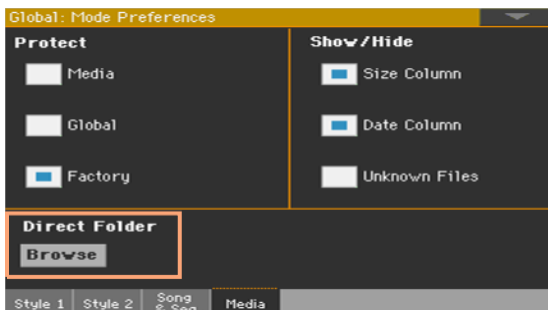 Global: Mode Preferences
Protect
Media
Global
Factory
Show/Hide
Size Column
Date Column
Unknown Files
Direct Folder
Browse
Style 1
Style 2
Song
& Seq
Media